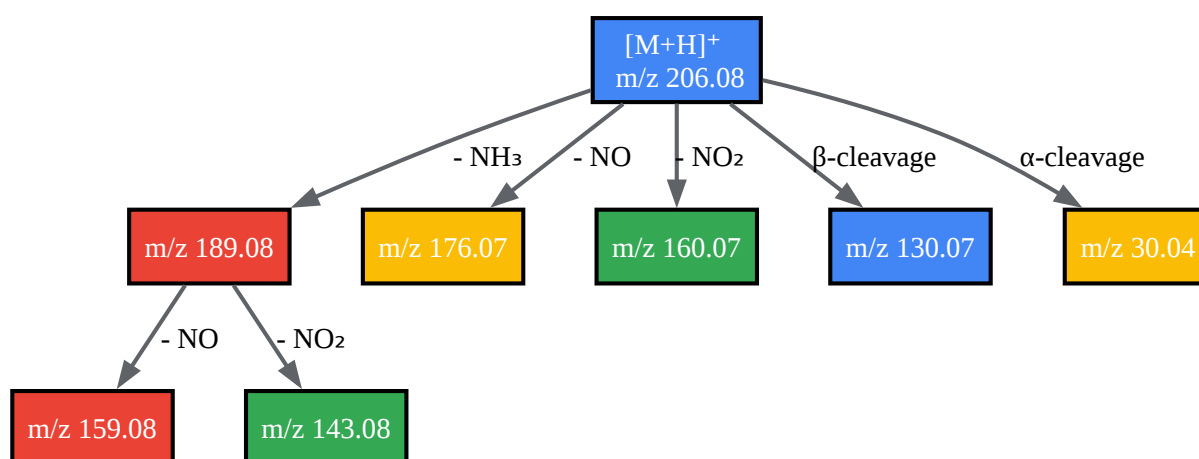 [M+H]⁺
m/z 206.08
- NH₃
- NO
- NO₂
β-cleavage
α-cleavage
m/z 189.08
m/z 176.07
m/z 160.07
m/z 130.07
m/z 30.04
- NO
- NO₂
m/z 159.08
m/z 143.08